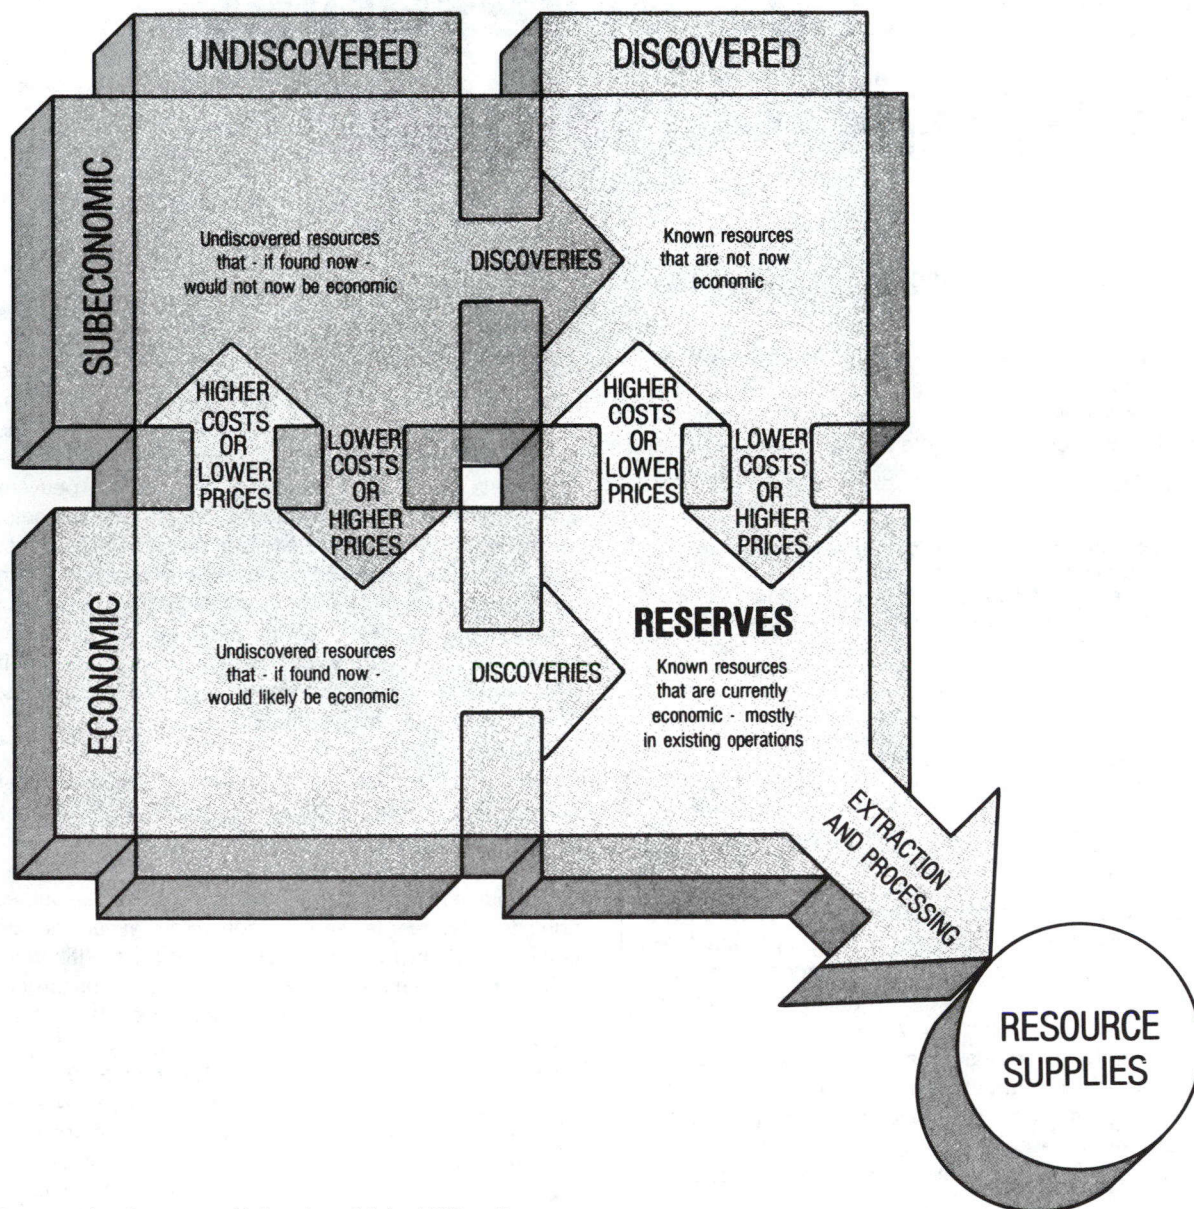 UNDISCOVERED
DISCOVERED
SUBECONOMIC
Undiscovered resources
that - if found now -
would not now be economic
DISCOVERIES
Known resources
that are not now
economic
HIGHER
COSTS
OR
LOWER
PRICES
LOWER
COSTS
OR
HIGHER
PRICES
HIGHER
COSTS
OR
LOWER
PRICES
LOWER
COSTS
OR
HIGHER
PRICES
ECONOMIC
Undiscovered resources
that - if found now -
would likely be economic
DISCOVERIES
RESERVES
Known resources
that are currently
economic - mostly
in existing operations
EXTRACTION
AND PROCESSING
RESOURCE
SUPPLIES